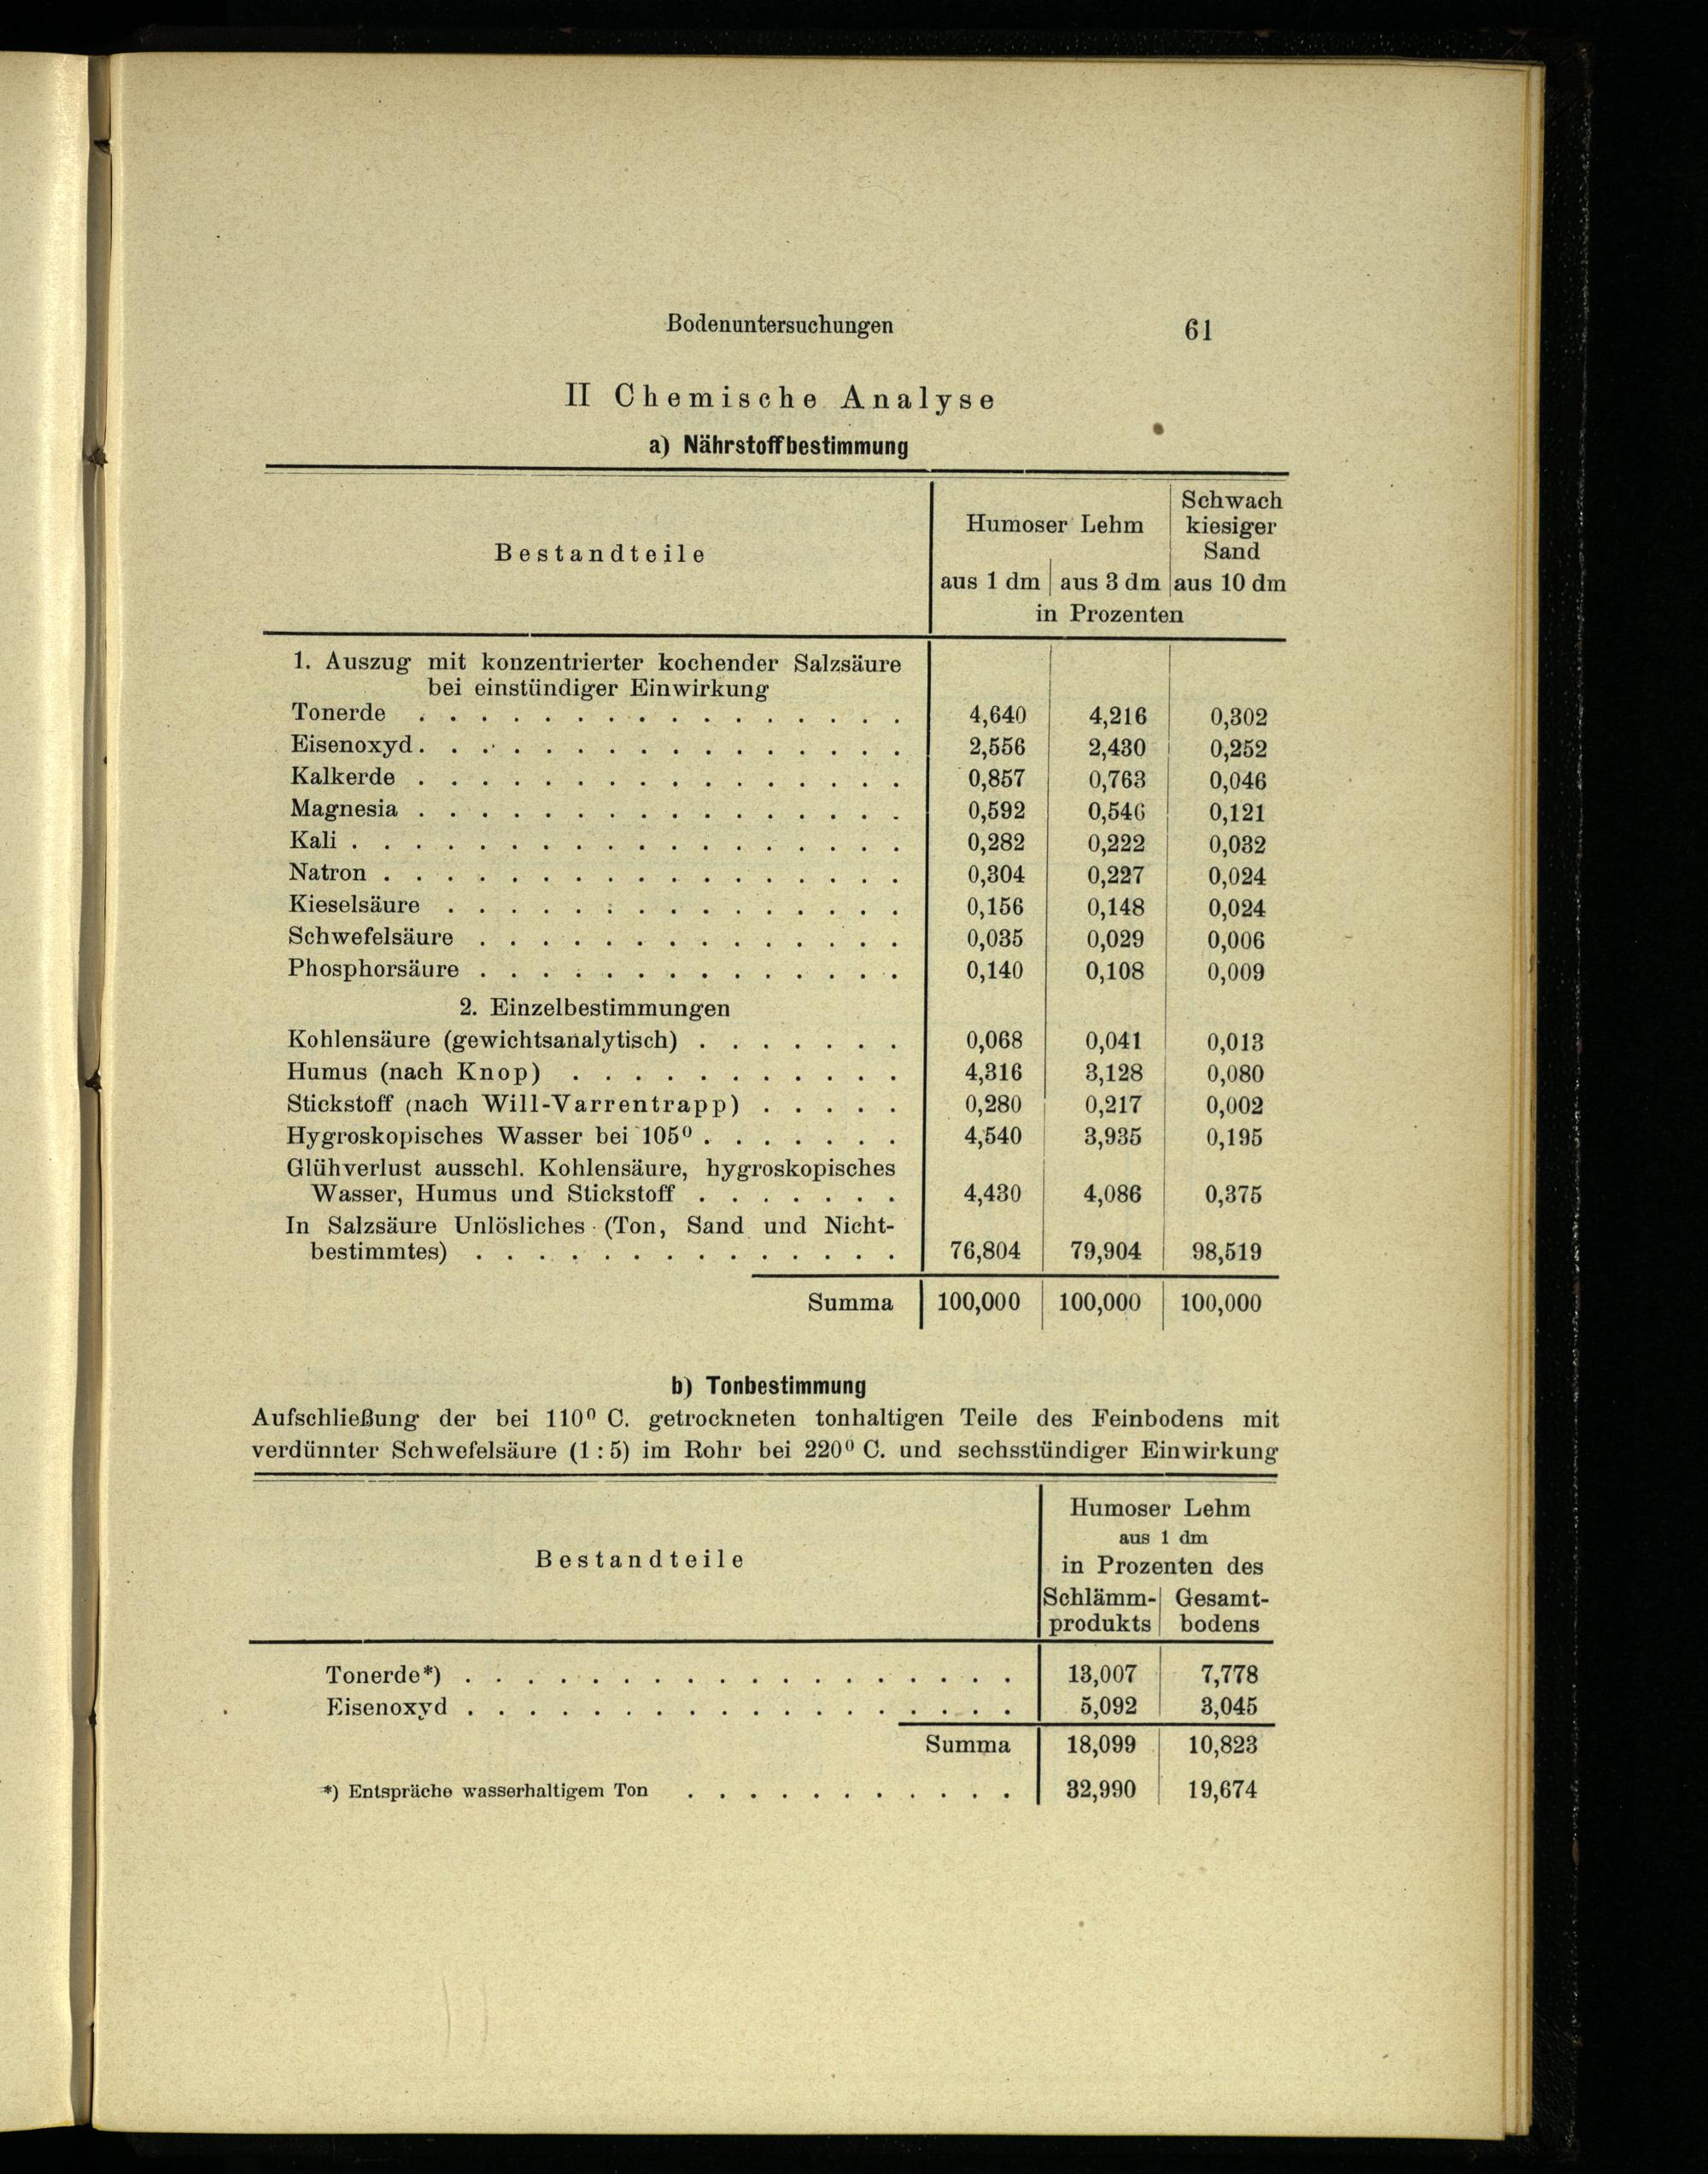 Bodenuntersuchungen 61
II Chemische Analyse
a) Nährstoffbestimmung
Bestandteile
Humoser Lehm
Schwach
kiesiger
Sand
aus 1 dm aus 3 dm aus 10 dm
in Prozenten
1. Auszug mit konzentrierter kochender Salzsäure
bei einstündiger Einwirkung
Tonerde . . . . . . . . . . . . . . . . 4,640 4,216 0,302
Eisenoxyd . . . . . . . . . . . . . . . . 2,556 2,430 0,252
Kalkerde . . . . . . . . . . . . . . . . 0,857 0,763 0,046
Magnesia . . . . . . . . . . . . . . . . 0,592 0,546 0,121
Kali . . . . . . . . . . . . . . . . . . 0,282 0,222 0,032
Natron . . . . . . . . . . . . . . . . . 0,304 0,227 0,024
Kieselsäure . . . . . . . . . . . . . . . 0,156 0,148 0,024
Schwefelsäure . . . . . . . . . . . . . . 0,035 0,029 0,006
Phosphorsäure . . . . . . . . . . . . . . 0,140 0,108 0,009
2. Einzelbestimmungen
Kohlensäure (gewichtsanalytisch) . . . . . . . 0,068 0,041 0,013
Humus (nach Knop) . . . . . . . . . . . 4,316 3,128 0,080
Stickstoff (nach Will-Varrentrapp) . . . . . 0,280 0,217 0,002
Hygroskopisches Wasser bei 105⁰ . . . . . . . 4,540 3,935 0,195
Glühverlust ausschl. Kohlensäure, hygroskopisches
Wasser, Humus und Stickstoff . . . . . . . 4,430 4,086 0,375
In Salzsäure Unlösliches (Ton, Sand und Nicht-
bestimmtes) . . . . . . . . . . . . . . 76,804 79,904 98,519
Summa 100,000 100,000 100,000
b) Tonbestimmung
Aufschließung der bei 110⁰ C. getrockneten tonhaltigen Teile des Feinbodens mit
verdünnter Schwefelsäure (1 : 5) im Rohr bei 220⁰ C. und sechsstündiger Einwirkung
Bestandteile
Humoser Lehm
aus 1 dm
in Prozenten des
Schlämm- Gesamt-
produkts bodens
Tonerde*) . . . . . . . . . . . . . . . . . . 13,007 7,778
Eisenoxyd . . . . . . . . . . . . . . . . . . 5,092 3,045
Summa 18,099 10,823
*) Entspräche wasserhaltigem Ton . . . . . . . . . . . 32,990 19,674